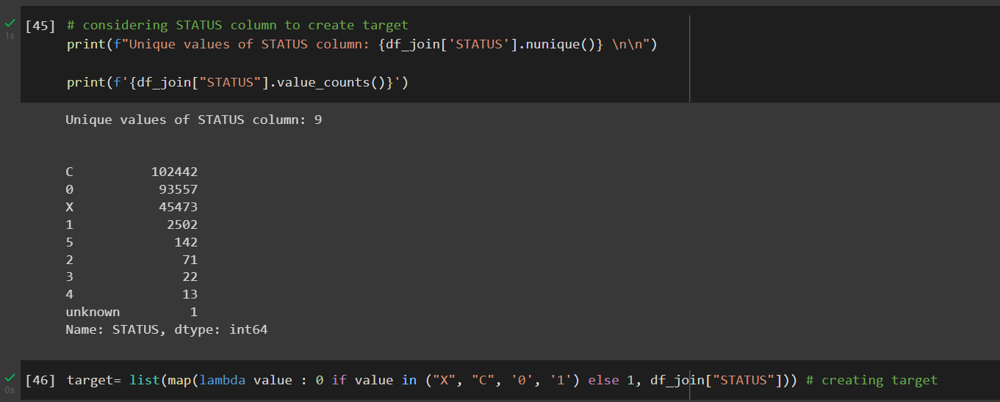 [45] # considering STATUS column to create target
1s
print(f"Unique values of STATUS column: {df_join['STATUS'].nunique()} \n\n")
print(f'{df_join["STATUS"].value_counts()}')
Unique values of STATUS column: 9
C 102442
0 93557
X 45473
1 2502
5 142
2 71
3 22
4 13
unknown 1
Name: STATUS, dtype: int64
[46] target= list(map(lambda value : 0 if value in ("X", "C", '0', '1') else 1, df_join["STATUS"])) # creating target
0s